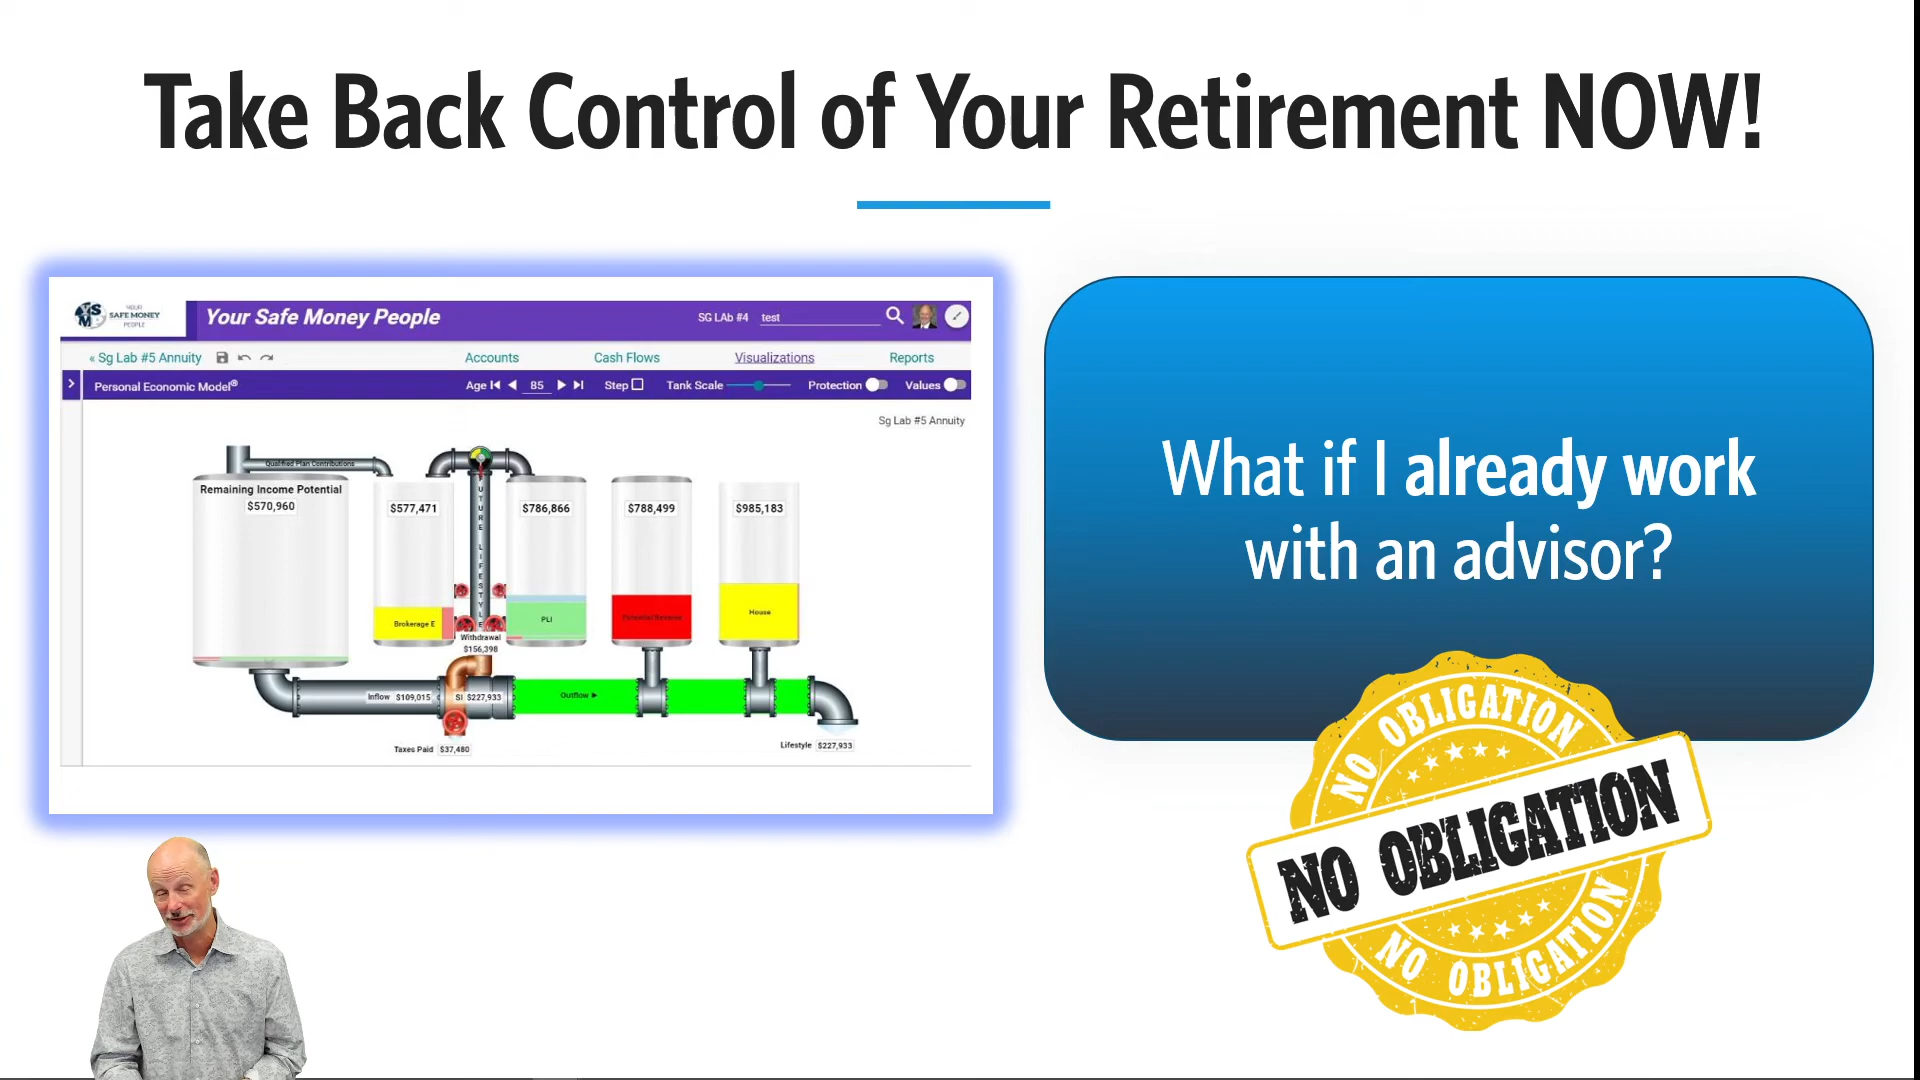 Take Back Control of Your Retirement NOW!
YOUR
SAFE MONEY
PEOPLE
Your Safe Money People
SG LAb #4 test
« Sg Lab #5 Annuity
Accounts
Cash Flows
Visualizations
Reports
Personal Economic Model®
Age 85
Step
Tank Scale
Protection
Values
Sg Lab #5 Annuity
Qualified Plan Contributions
Remaining Income Potential
$570,960
$577,471
$786,866
$788,499
$985,183
LIFESTYLE
Brokerage E
PLI
House
Withdrawal
$156,398
Inflow $109,015
SI $227,933
Outflow ►
Taxes Paid $37,480
Lifestyle $227,933
What if I already work
with an advisor?
NO OBLIGATION
NO OBLIGATION
NO OBLIGATION